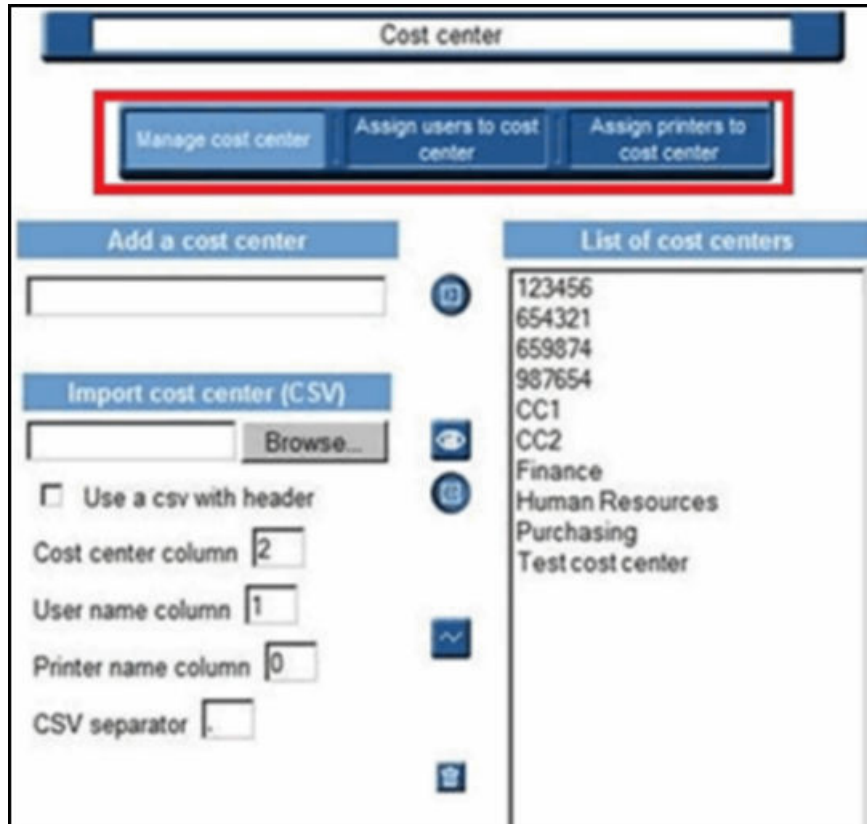 Cost center
Manage cost center
Assign users to cost
center
Assign printers to
cost center
Add a cost center
List of cost centers
123456
654321
659874
987654
CC1
CC2
Finance
Human Resources
Purchasing
Test cost center
Import cost center (CSV)
Browse...
Use a csv with header
Cost center column 2
User name column 1
Printer name column 0
CSV separator